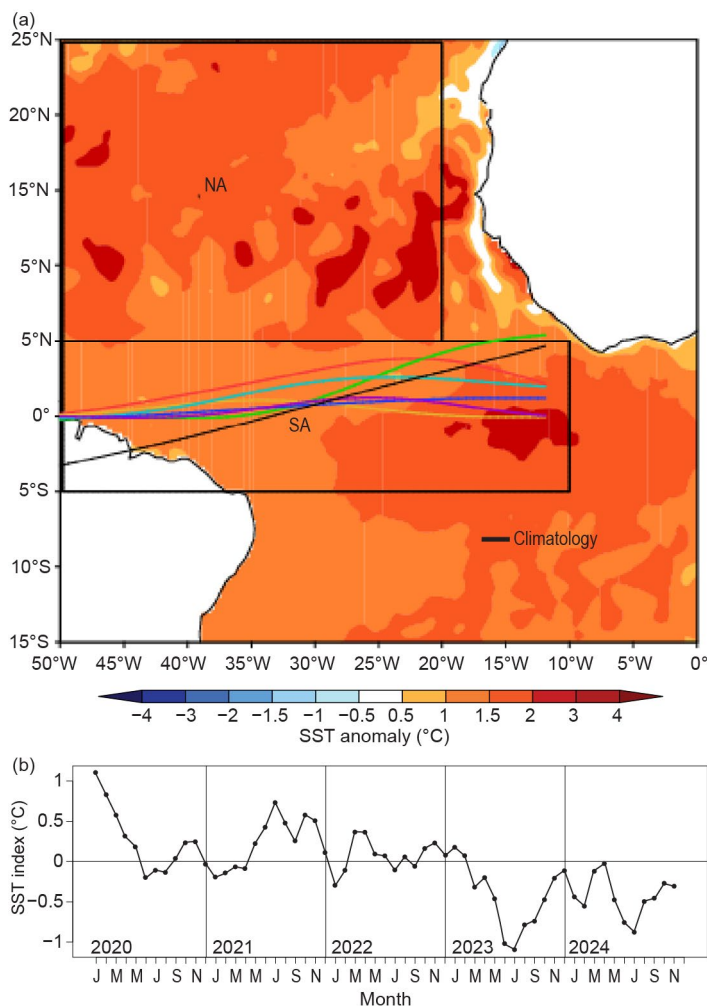 (a)
25°N
20°N
15°N
5°N
5°N
0°
5°S
10°S
15°S
NA
SA
Climatology
50°W 45°W 40°W 35°W 30°W 25°W 20°W 15°W 10°W 5°W 0°
−4 −3 −2 −1.5 −1 −0.5 0.5 1 1.5 2 3 4
SST anomaly (°C)
(b)
SST index (°C)
1
0.5
0
−0.5
−1
2020 2021 2022 2023 2024
J M M J S N J M M J S N J M M J S N J M M J S N J M M J S N
Month